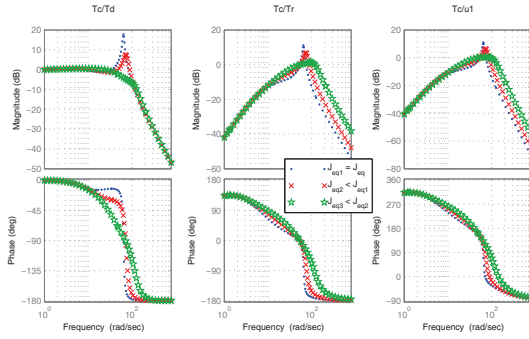 Tc/Td
Tc/Tr
Tc/u1
Magnitude (dB)
20
10
0
−10
−20
−30
−40
−50
Magnitude (dB)
20
0
−20
−40
−60
Magnitude (dB)
20
0
−20
−40
−60
−80
J_eq1 = J_eq
J_eq2 < J_eq1
J_eq3 < J_eq2
Phase (deg)
0
−45
−90
−135
−180
Phase (deg)
180
90
0
−90
−180
Phase (deg)
360
270
180
90
0
−90
10^0
10^2
10^0
10^2
10^0
10^2
Frequency (rad/sec)
Frequency (rad/sec)
Frequency (rad/sec)